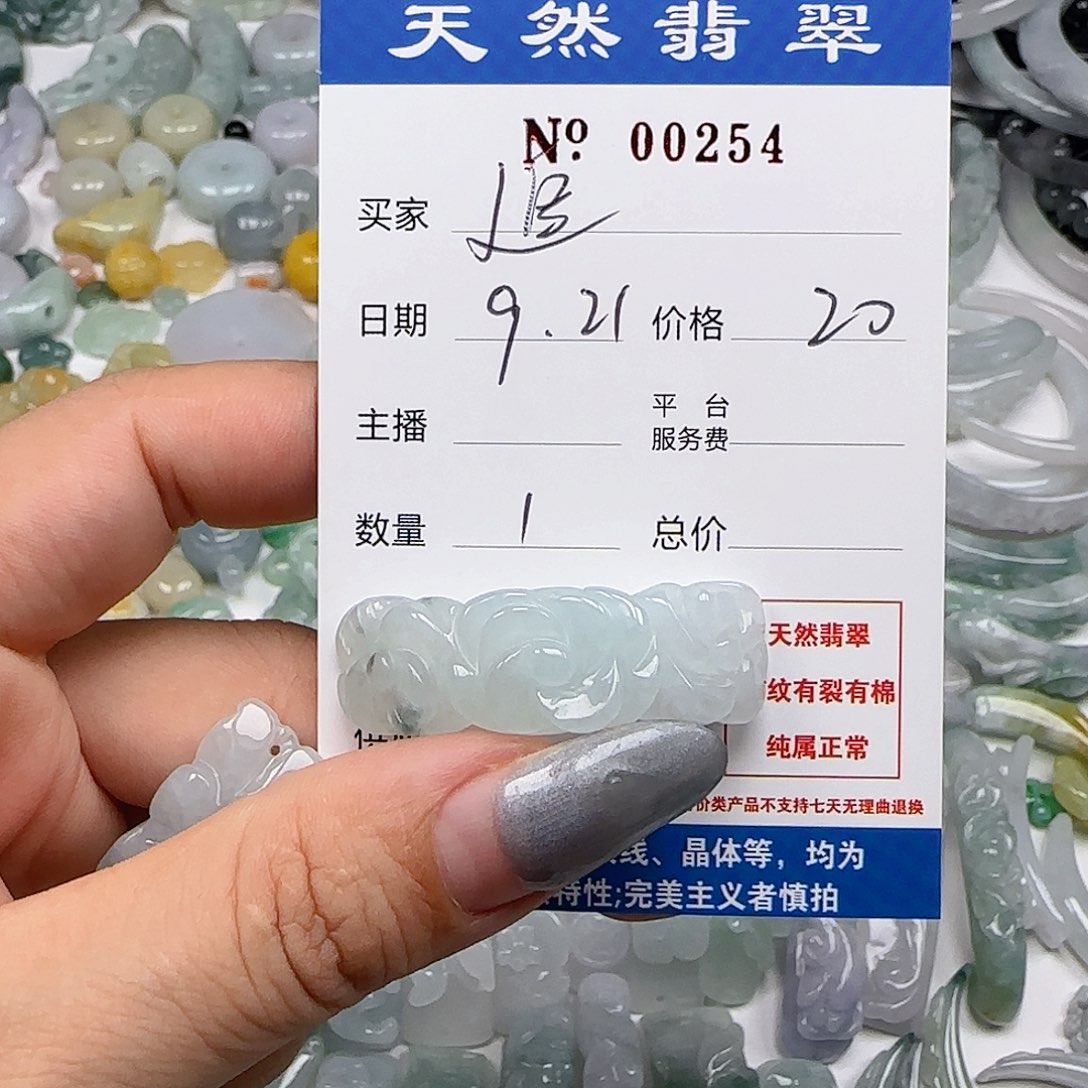 天然翡翠
№ 00254
买家 追
日期 9.21 价格 20
主播 平台服务费
数量 1 总价
天然翡翠
纹有裂有棉
纯属正常
价类产品不支持七天无理由退换
线、晶体等，均为
特性;完美主义者慎拍